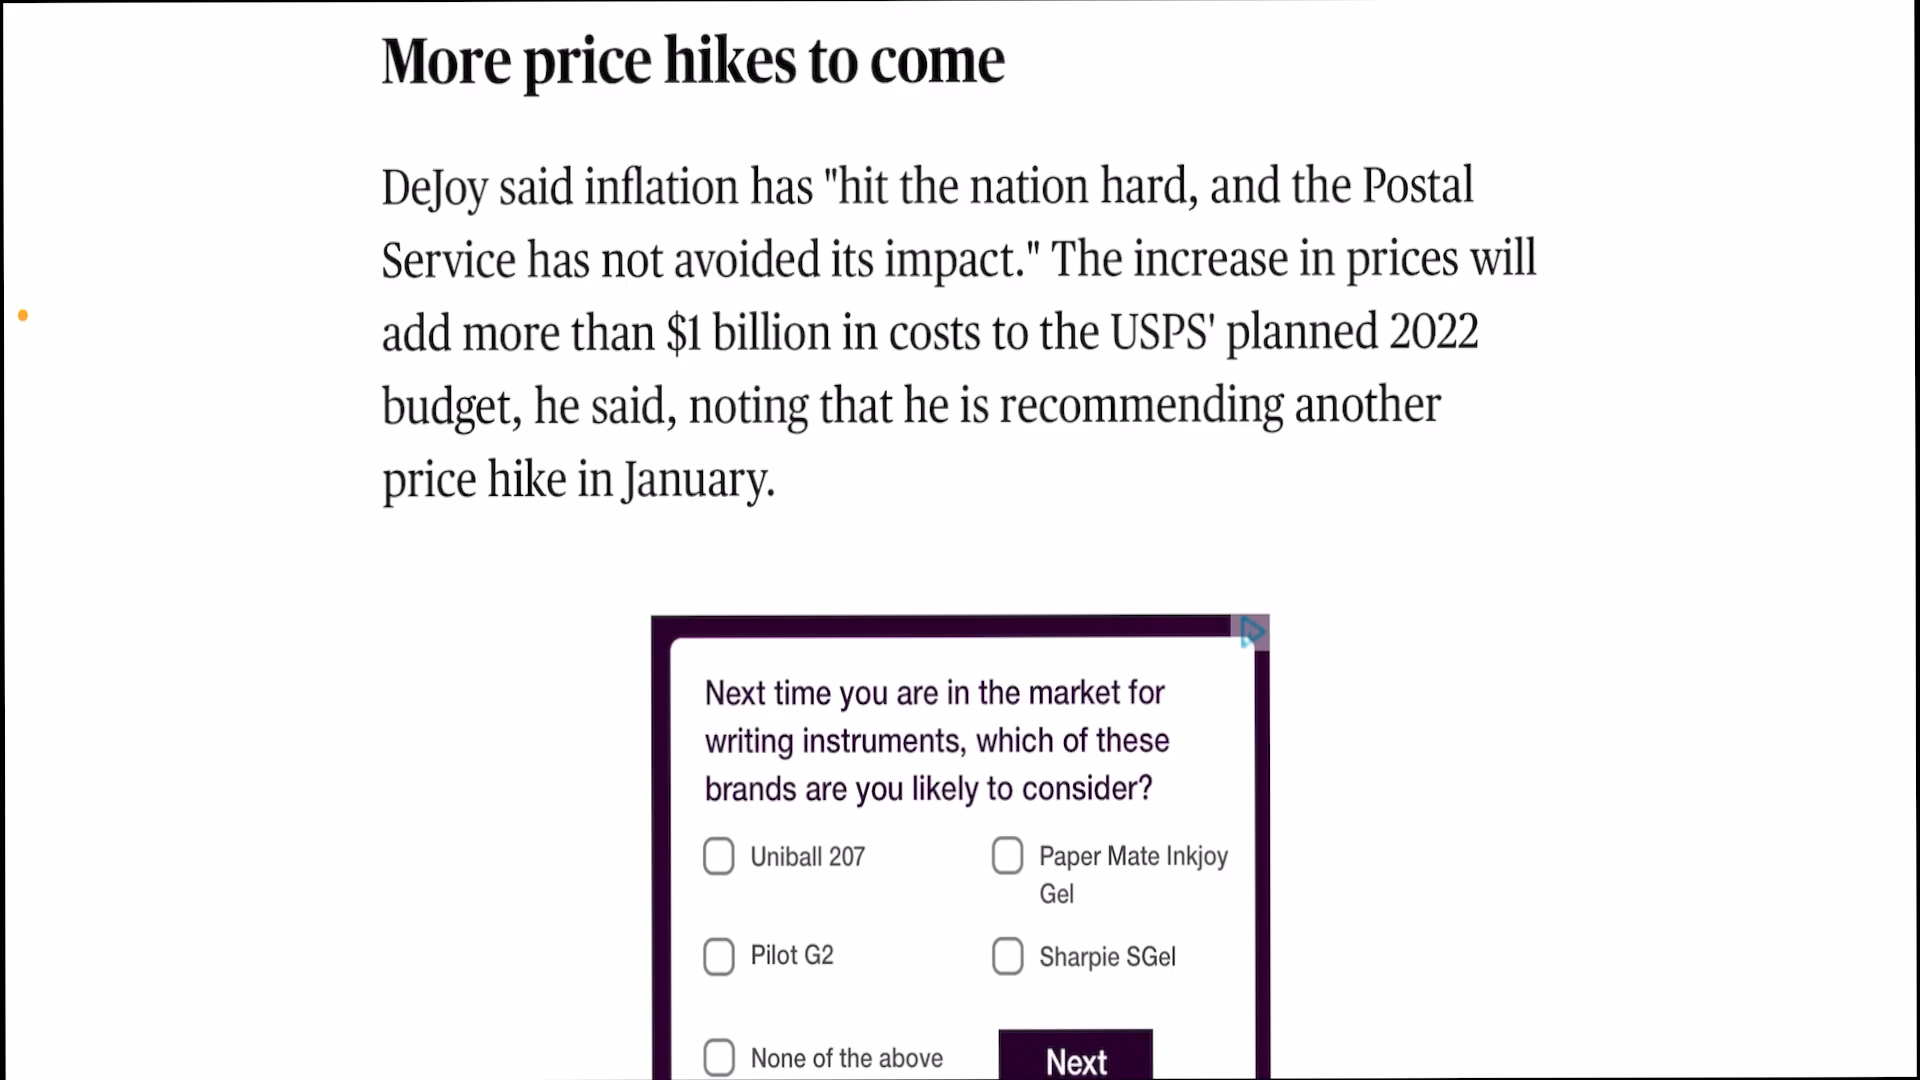 More price hikes to come
DeJoy said inflation has "hit the nation hard, and the Postal
Service has not avoided its impact." The increase in prices will
add more than $1 billion in costs to the USPS' planned 2022
budget, he said, noting that he is recommending another
price hike in January.
Next time you are in the market for
writing instruments, which of these
brands are you likely to consider?
Uniball 207
Paper Mate Inkjoy
Gel
Pilot G2
Sharpie SGel
None of the above
Next